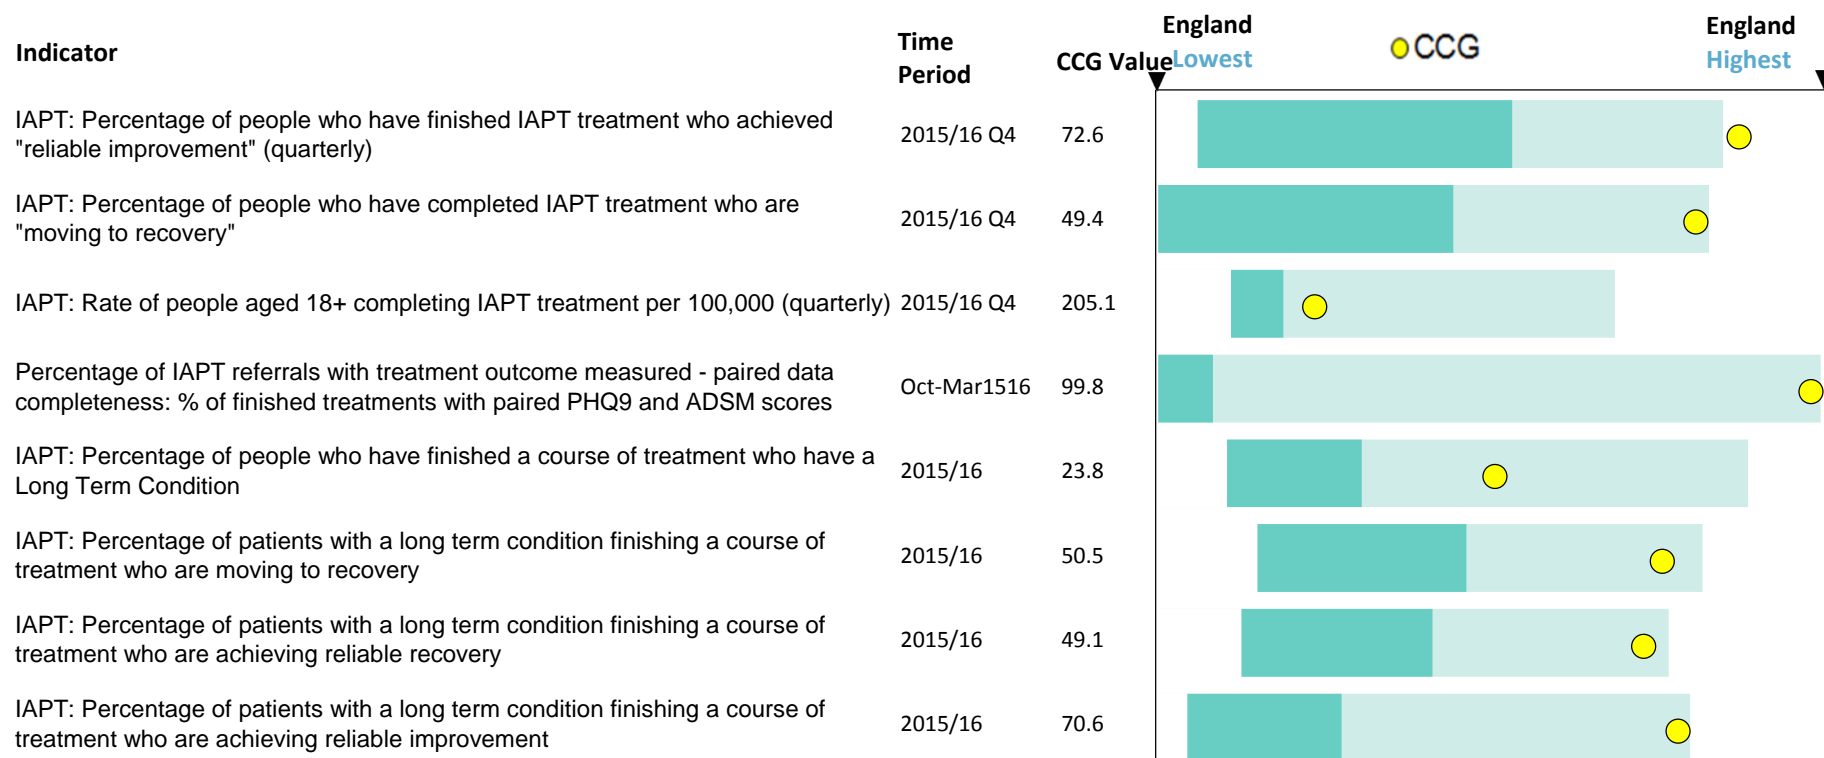 Indicator
Time Period
CCG Value
England Lowest
CCG
England Highest
IAPT: Percentage of people who have finished IAPT treatment who achieved
"reliable improvement" (quarterly)
2015/16 Q4
72.6
IAPT: Percentage of people who have completed IAPT treatment who are
"moving to recovery"
2015/16 Q4
49.4
IAPT: Rate of people aged 18+ completing IAPT treatment per 100,000 (quarterly)
2015/16 Q4
205.1
Percentage of IAPT referrals with treatment outcome measured - paired data
completeness: % of finished treatments with paired PHQ9 and ADSM scores
Oct-Mar1516
99.8
IAPT: Percentage of people who have finished a course of treatment who have a
Long Term Condition
2015/16
23.8
IAPT: Percentage of patients with a long term condition finishing a course of
treatment who are moving to recovery
2015/16
50.5
IAPT: Percentage of patients with a long term condition finishing a course of
treatment who are achieving reliable recovery
2015/16
49.1
IAPT: Percentage of patients with a long term condition finishing a course of
treatment who are achieving reliable improvement
2015/16
70.6